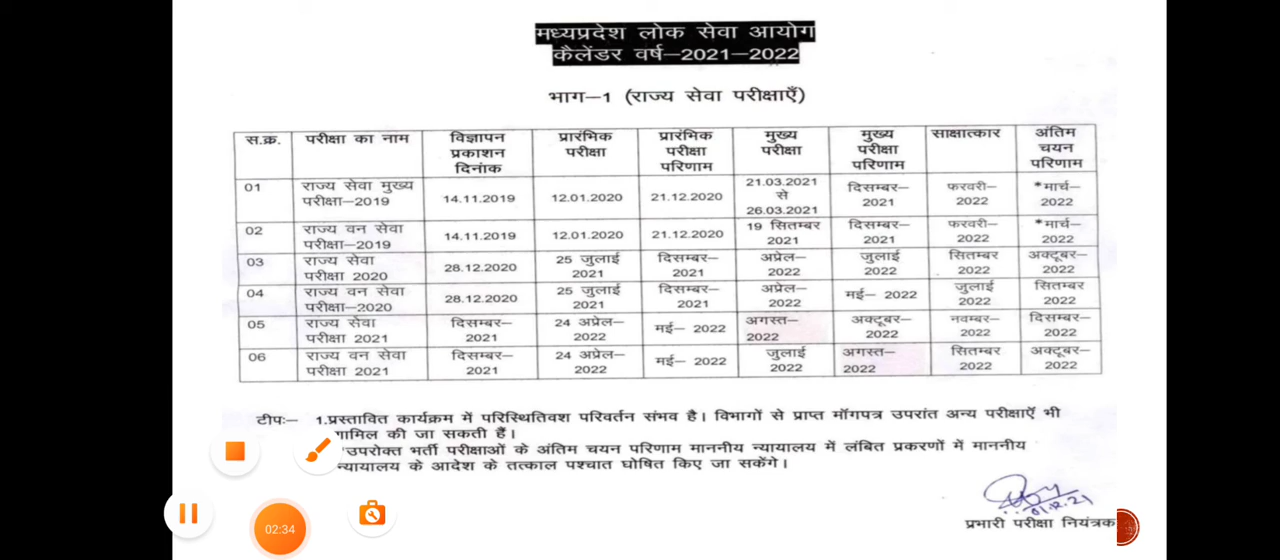 मध्यप्रदेश लोक सेवा आयोग
कैलेंडर वर्ष–2021–2022
भाग–1 (राज्य सेवा परीक्षाएँ)
स.क्र. परीक्षा का नाम विज्ञापन प्रकाशन दिनांक प्रारंभिक परीक्षा प्रारंभिक परीक्षा परिणाम मुख्य परीक्षा मुख्य परीक्षा परिणाम साक्षात्कार अंतिम चयन परिणाम
01 राज्य सेवा मुख्य परीक्षा–2019 14.11.2019 12.01.2020 21.12.2020 21.03.2021 से 26.03.2021 दिसम्बर–2021 फरवरी–2022 *मार्च–2022
02 राज्य वन सेवा परीक्षा–2019 14.11.2019 12.01.2020 21.12.2020 19 सितम्बर 2021 दिसम्बर–2021 फरवरी–2022 *मार्च–2022
03 राज्य सेवा परीक्षा 2020 28.12.2020 25 जुलाई 2021 दिसम्बर–2021 अप्रेल–2022 जुलाई 2022 सितम्बर 2022 अक्टूबर–2022
04 राज्य वन सेवा परीक्षा–2020 28.12.2020 25 जुलाई 2021 दिसम्बर–2021 अप्रेल–2022 मई– 2022 जुलाई 2022 सितम्बर 2022
05 राज्य सेवा परीक्षा 2021 दिसम्बर–2021 24 अप्रेल–2022 मई– 2022 अगस्त–2022 अक्टूबर–2022 नवम्बर–2022 दिसम्बर–2022
06 राज्य वन सेवा परीक्षा 2021 दिसम्बर–2021 24 अप्रेल–2022 मई– 2022 जुलाई 2022 अगस्त–2022 सितम्बर 2022 अक्टूबर–2022
टीपः– 1.प्रस्तावित कार्यक्रम में परिस्थितिवश परिवर्तन संभव है। विभागों से प्राप्त मॉगपत्र उपरांत अन्य परीक्षाऍं भी
की जा सकती हैं।
उपरोक्त भर्ती परीक्षाओं के अंतिम चयन परिणाम माननीय न्यायालय में लंबित प्रकरणों में माननीय
न्यायालय के आदेश के तत्काल पश्चात घोषित किए जा सकेंगे।
01.12.21
प्रभारी परीक्षा नियंत्रक
02:34